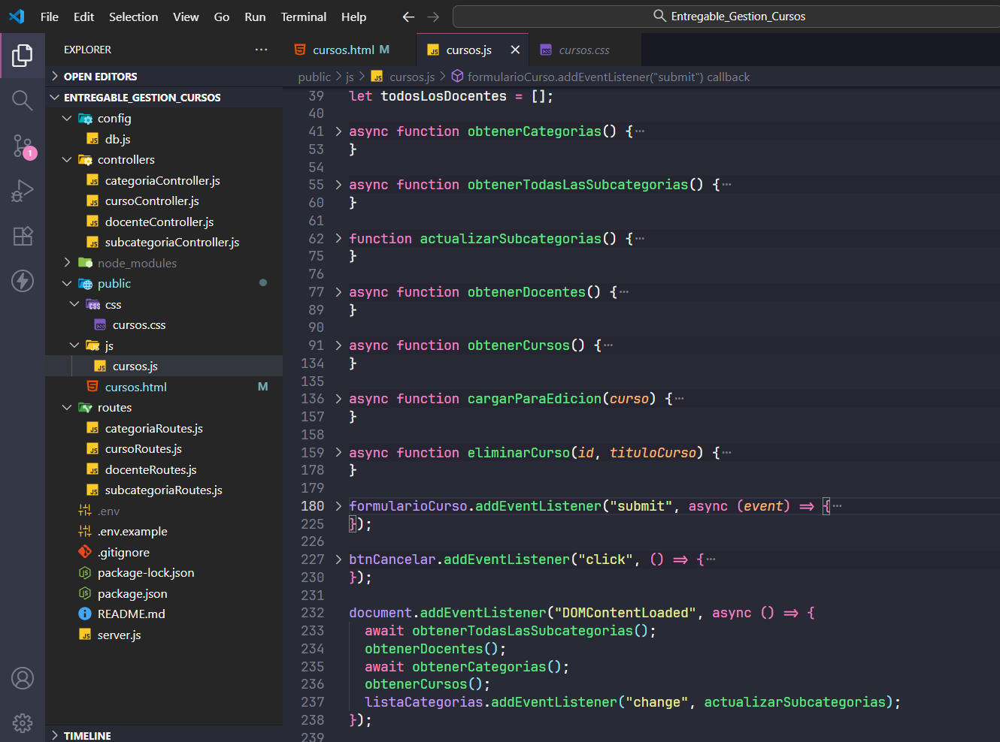 File Edit Selection View Go Run Terminal Help
Entregable_Gestion_Cursos
EXPLORER
OPEN EDITORS
ENTREGABLE_GESTION_CURSOS
config
db.js
controllers
categoriaController.js
cursoController.js
docenteController.js
subcategoriaController.js
node_modules
public
css
cursos.css
js
cursos.js
cursos.html M
routes
categoriaRoutes.js
cursoRoutes.js
docenteRoutes.js
subcategoriaRoutes.js
.env
.env.example
.gitignore
package-lock.json
package.json
README.md
server.js
TIMELINE
1
cursos.html M
cursos.js
cursos.css
public > js > cursos.js > formularioCurso.addEventListener("submit") callback
39 let todosLosDocentes = [];
40
41 async function obtenerCategorias() {···
53 }
54
55 async function obtenerTodasLasSubcategorias() {···
60 }
61
62 function actualizarSubcategorias() {···
75 }
76
77 async function obtenerDocentes() {···
89 }
90
91 async function obtenerCursos() {···
134 }
135
136 async function cargarParaEdicion(curso) {···
157 }
158
159 async function eliminarCurso(id, tituloCurso) {···
178 }
179
180 formularioCurso.addEventListener("submit", async (event) => {···
225 });
226
227 btnCancelar.addEventListener("click", () => {···
230 });
231
232 document.addEventListener("DOMContentLoaded", async () => {
233 await obtenerTodasLasSubcategorias();
234 obtenerDocentes();
235 await obtenerCategorias();
236 obtenerCursos();
237 listaCategorias.addEventListener("change", actualizarSubcategorias);
238 });
239